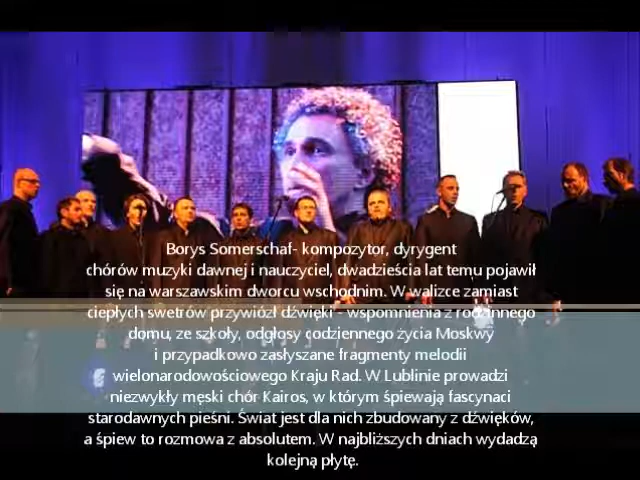 Borys Somerschaf- kompozytor, dyrygent
chórów muzyki dawnej i nauczyciel, dwadzieścia lat temu pojawił
się na warszawskim dworcu wschodnim. W walizce zamiast
ciepłych swetrów przywiózł dźwięki - wspomnienia z rodzinnego
domu, ze szkoły, odgłosy codziennego życia Moskwy
i przypadkowo zasłyszane fragmenty melodii
wielonarodowościowego Kraju Rad. W Lublinie prowadzi
niezwykły męski chór Kairos, w którym śpiewają fascynaci
starodawnych pieśni. Świat jest dla nich zbudowany z dźwięków,
a śpiew to rozmowa z absolutem. W najbliższych dniach wydadzą
kolejną płytę.